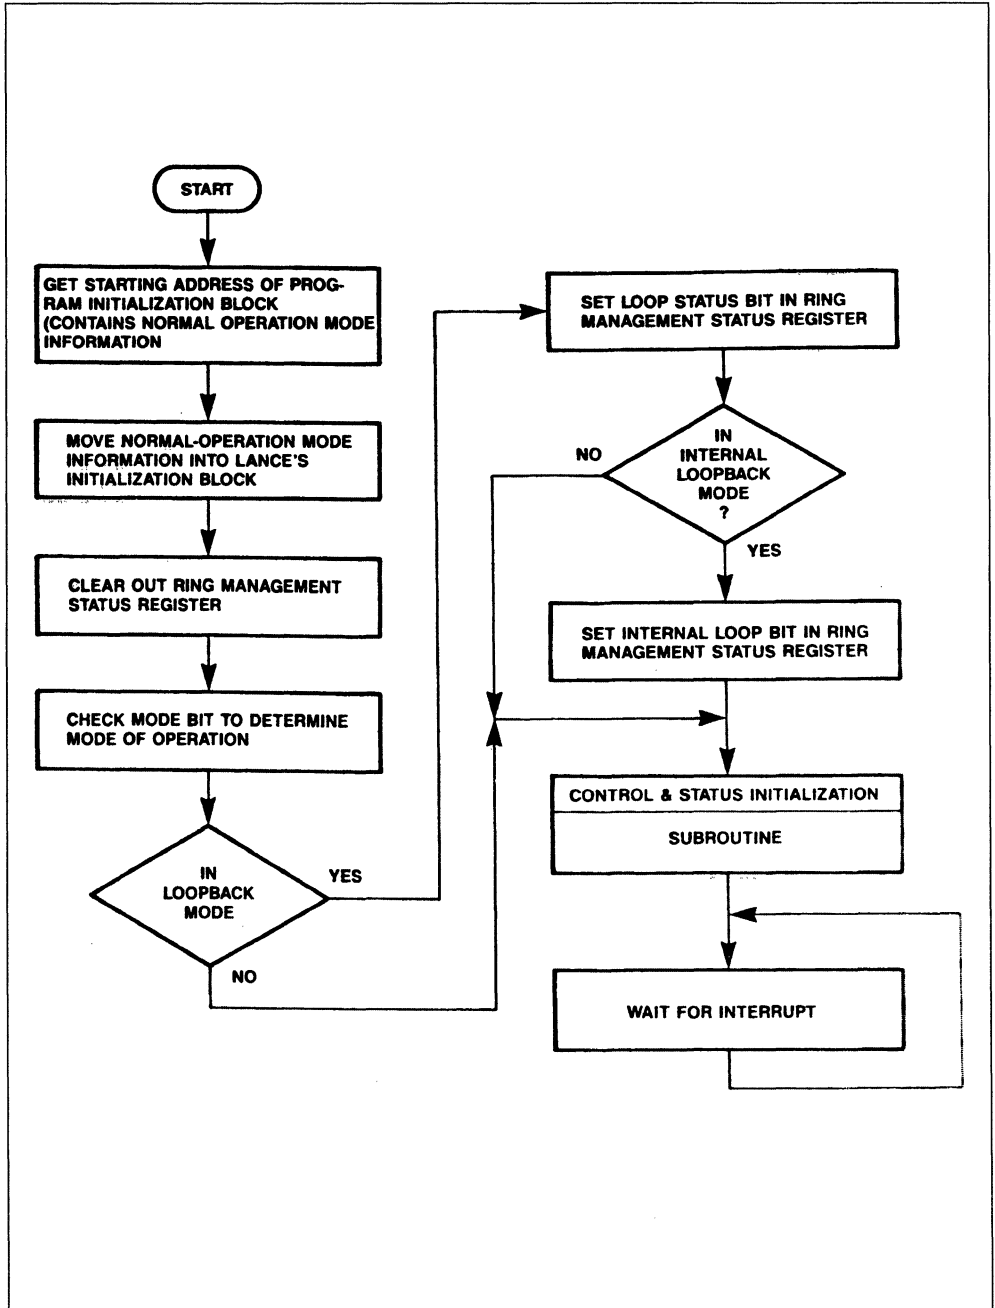 START
GET STARTING ADDRESS OF PROG-
RAM INITIALIZATION BLOCK
(CONTAINS NORMAL OPERATION MODE
INFORMATION
MOVE NORMAL-OPERATION MODE
INFORMATION INTO LANCE'S
INITIALIZATION BLOCK
CLEAR OUT RING MANAGEMENT
STATUS REGISTER
CHECK MODE BIT TO DETERMINE
MODE OF OPERATION
IN
LOOPBACK
MODE
YES
NO
SET LOOP STATUS BIT IN RING
MANAGEMENT STATUS REGISTER
IN
INTERNAL
LOOPBACK
MODE
?
NO
YES
SET INTERNAL LOOP BIT IN RING
MANAGEMENT STATUS REGISTER
CONTROL & STATUS INITIALIZATION
SUBROUTINE
WAIT FOR INTERRUPT